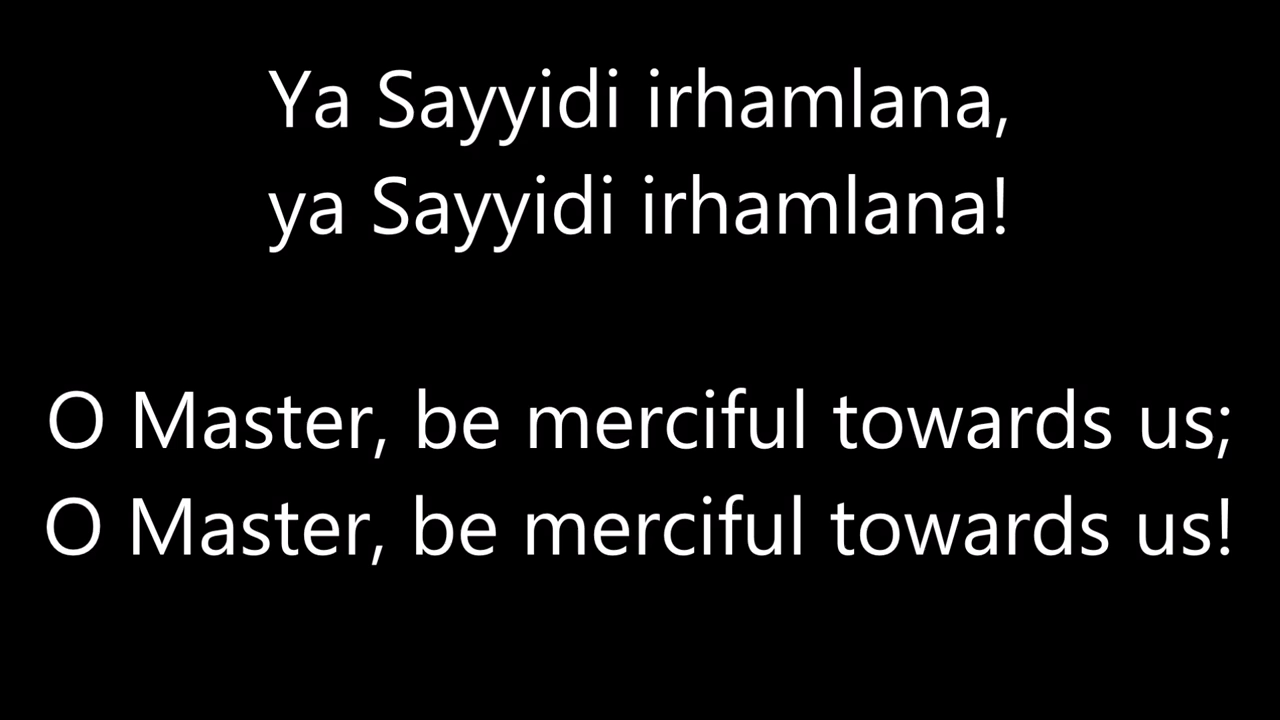 Ya Sayyidi irhamlana,
ya Sayyidi irhamlana!
O Master, be merciful towards us;
O Master, be merciful towards us!